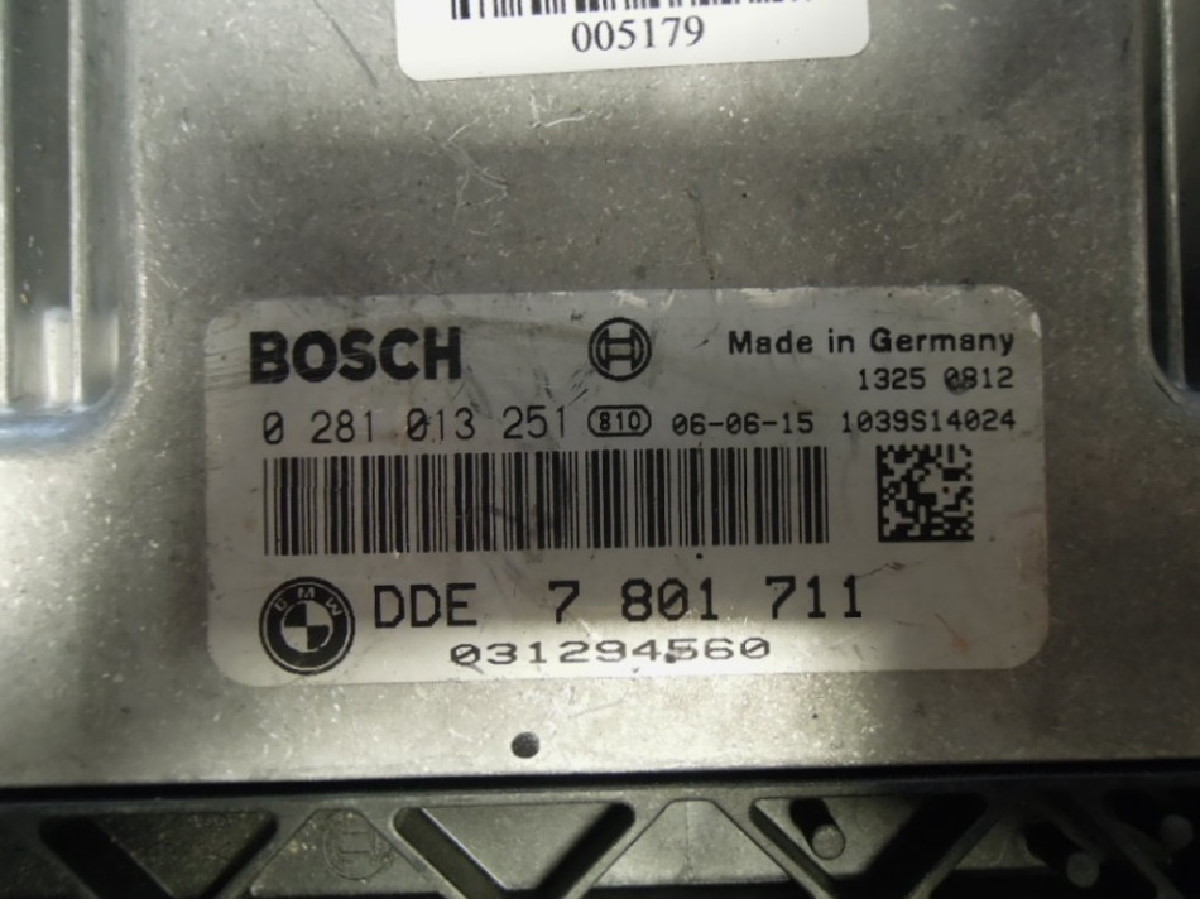 005179
BOSCH
Made in Germany
1325 0812
0 281 013 251 810 06-06-15 1039S14024
BMW DDE 7 801 711
031294560